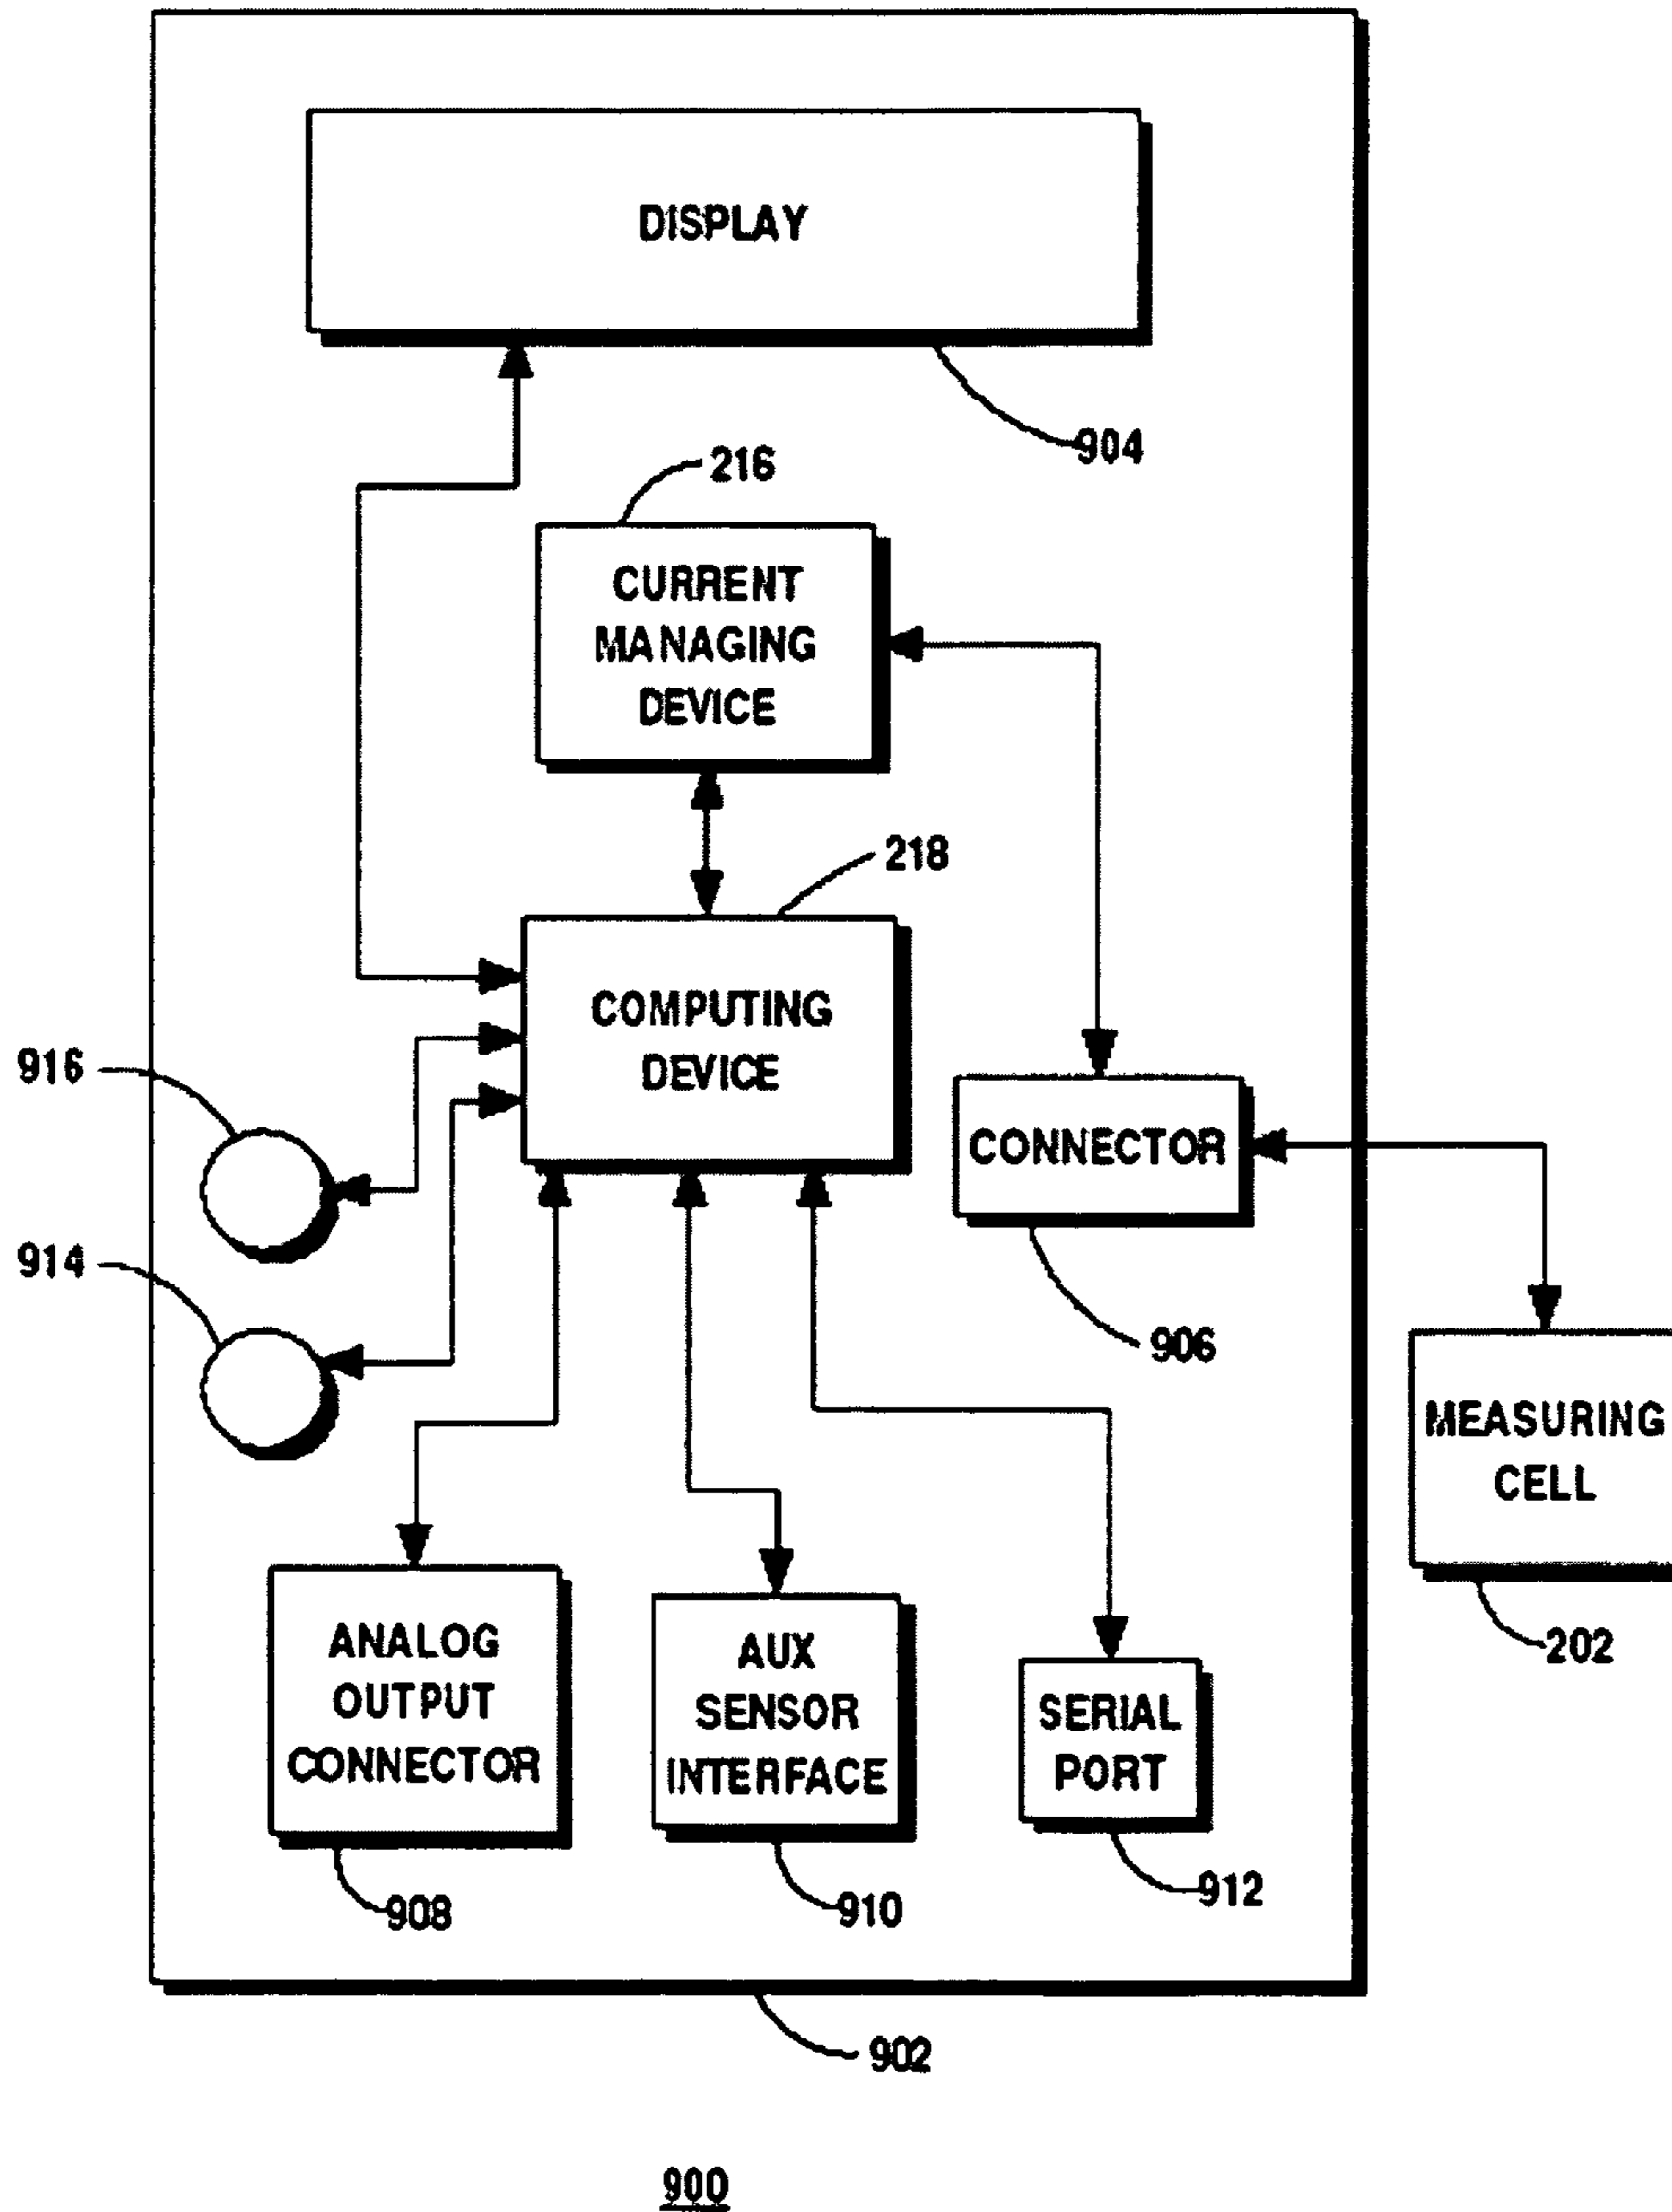 DISPLAY
904
216
CURRENT
MANAGING
DEVICE
218
COMPUTING
DEVICE
916
CONNECTOR
914
906
MEASURING
CELL
202
ANALOG
OUTPUT
CONNECTOR
AUX
SENSOR
INTERFACE
SERIAL
PORT
908
910
912
902
900